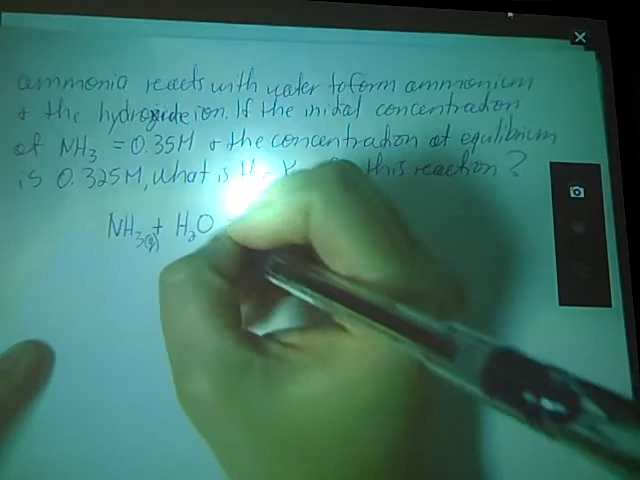 ammonia reacts with water to form ammonium
+ the hydroxide ion. If the initial concentration
of NH3 = 0.35M + the concentration at equilibrium
is 0.325M, what is the K this reaction?
NH3(g) + H2O